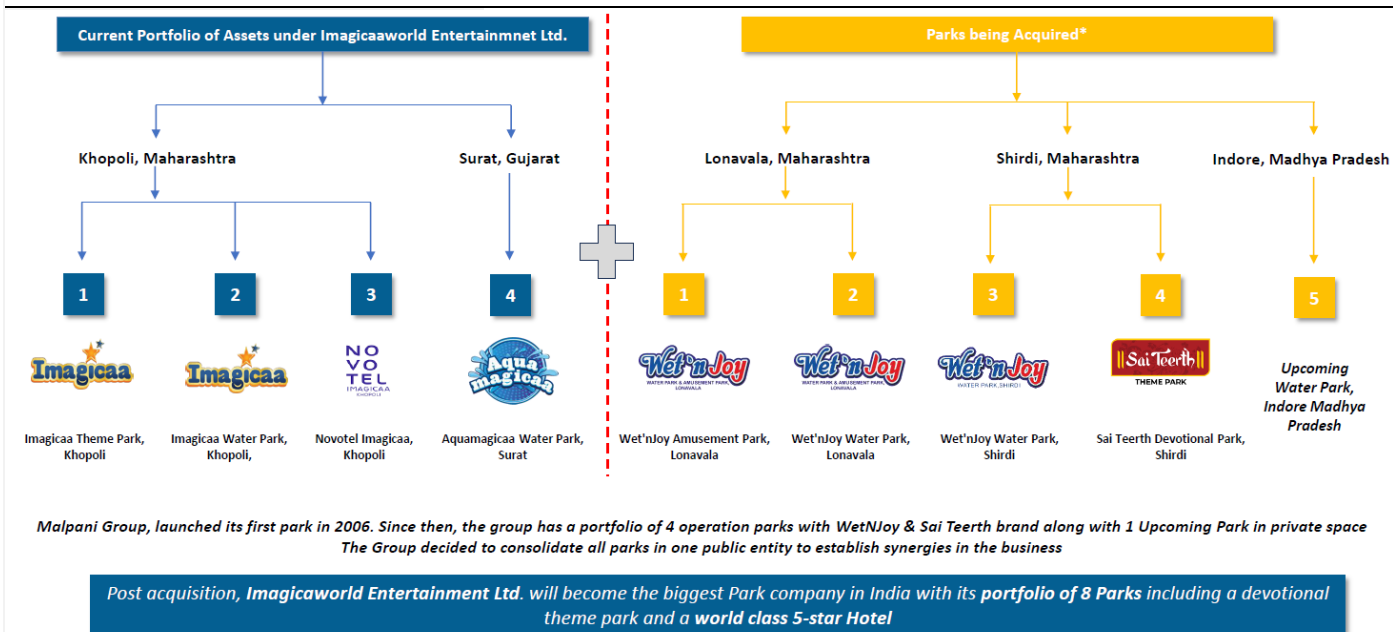 Current Portfolio of Assets under Imagicaaworld Entertainmnet Ltd.
Parks being Acquired*
Khopoli, Maharashtra
Surat, Gujarat
Lonavala, Maharashtra
Shirdi, Maharashtra
Indore, Madhya Pradesh
1
2
3
4
1
2
3
4
5
Imagicaa
Imagicaa
NO
VO
TEL
IMAGICAA
KHOPOLI
Aqua
magicaa
Wet'nJoy
WATER PARK & AMUSEMENT PARK,
LONAVALA
Wet'nJoy
WATER PARK & AMUSEMENT PARK,
LONAVALA
Wet'nJoy
WATER PARK, SHIRDI
Sai Teerth
THEME PARK
Upcoming
Water Park,
Indore Madhya
Pradesh
Imagicaa Theme Park,
Khopoli
Imagicaa Water Park,
Khopoli,
Novotel Imagicaa,
Khopoli
Aquamagicaa Water Park,
Surat
Wet'nJoy Amusement Park,
Lonavala
Wet'nJoy Water Park,
Lonavala
Wet'nJoy Water Park,
Shirdi
Sai Teerth Devotional Park,
Shirdi
Malpani Group, launched its first park in 2006. Since then, the group has a portfolio of 4 operation parks with WetNJoy & Sai Teerth brand along with 1 Upcoming Park in private space
The Group decided to consolidate all parks in one public entity to establish synergies in the business
Post acquisition, Imagicaworld Entertainment Ltd. will become the biggest Park company in India with its portfolio of 8 Parks including a devotional
theme park and a world class 5-star Hotel